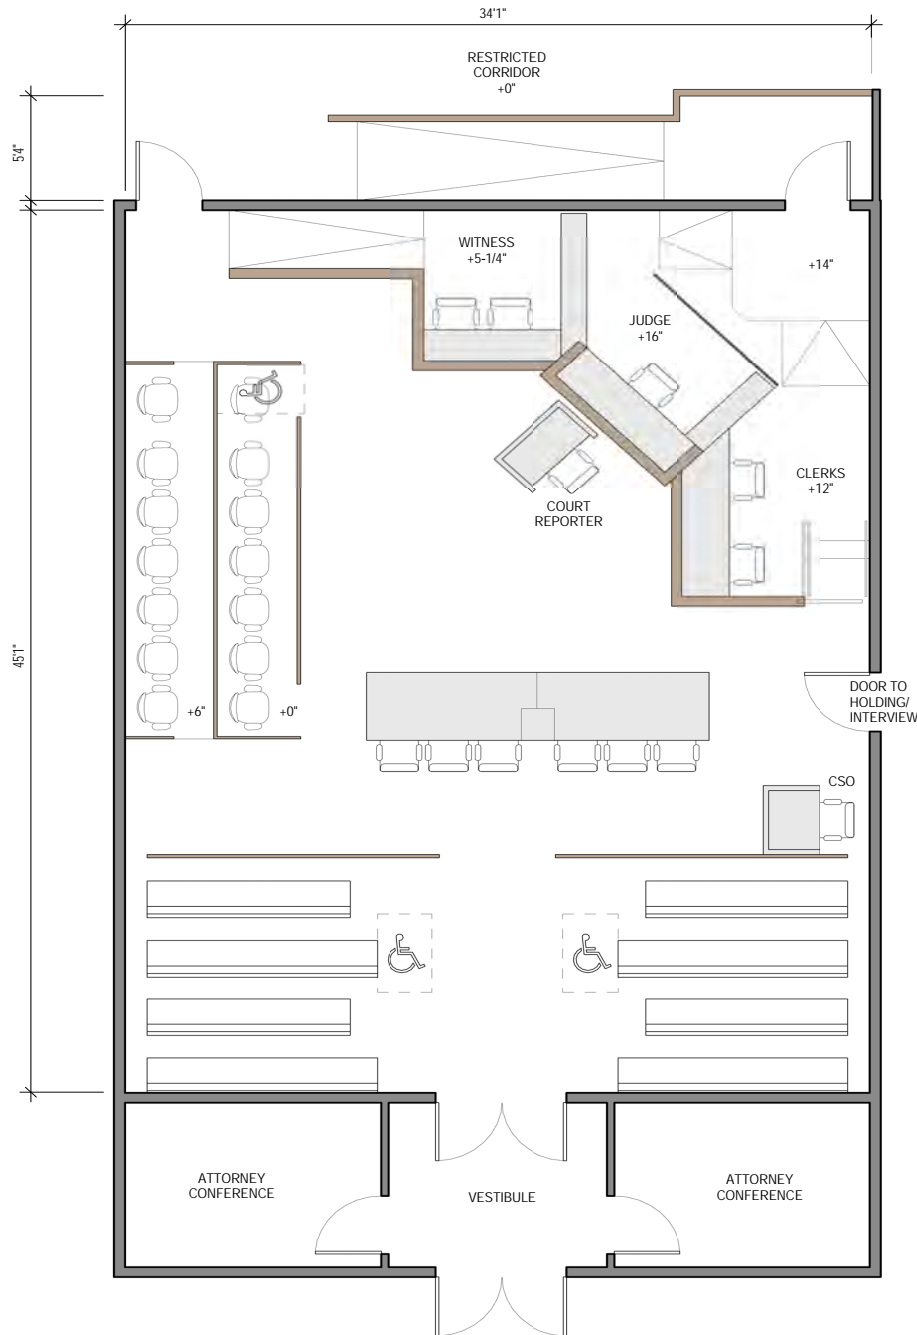 34'1"
RESTRICTED
CORRIDOR
+0"
5'4"
WITNESS
+5-1/4"
+14"
JUDGE
+16"
CLERKS
+12"
COURT
REPORTER
45'1"
+6"
+0"
DOOR TO
HOLDING/
INTERVIEW
CSO
ATTORNEY
CONFERENCE
VESTIBULE
ATTORNEY
CONFERENCE